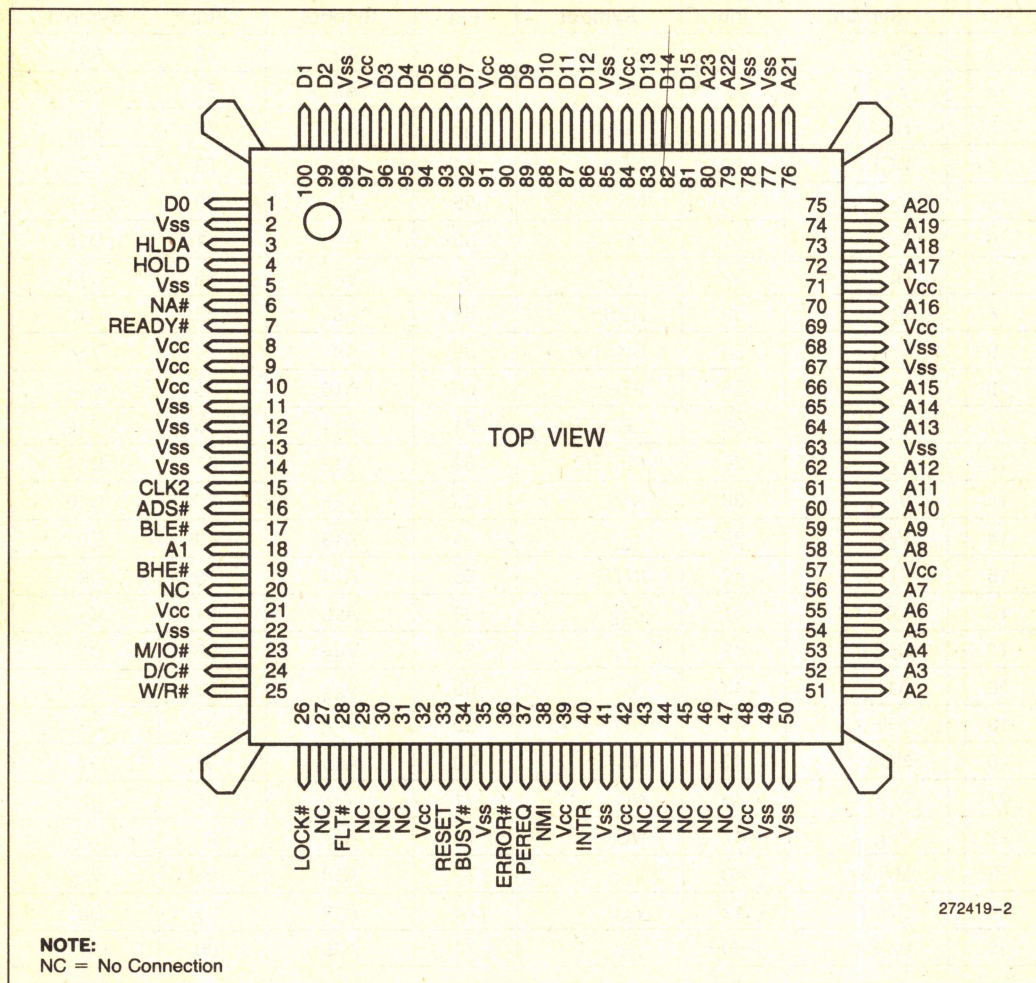 D1 D2 Vss Vcc D3 D4 D5 D6 D7 Vcc D8 D9 D10 D11 D12 Vss Vcc D13 D14 D15 A23 A22 Vss Vss A21
100 99 98 97 96 95 94 93 92 91 90 89 88 87 86 85 84 83 82 81 80 79 78 77 76
D0 1 75 A20
Vss 2 74 A19
HLDA 3 73 A18
HOLD 4 72 A17
Vss 5 71 Vcc
NA# 6 70 A16
READY# 7 69 Vcc
Vcc 8 68 Vss
Vcc 9 67 Vss
Vcc 10 66 A15
Vss 11 65 A14
Vss 12 64 A13
TOP VIEW
Vss 13 63 Vss
Vss 14 62 A12
CLK2 15 61 A11
ADS# 16 60 A10
BLE# 17 59 A9
A1 18 58 A8
BHE# 19 57 Vcc
NC 20 56 A7
Vcc 21 55 A6
Vss 22 54 A5
M/IO# 23 53 A4
D/C# 24 52 A3
W/R# 25 51 A2
26 27 28 29 30 31 32 33 34 35 36 37 38 39 40 41 42 43 44 45 46 47 48 49 50
LOCK# NC FLT# NC NC NC Vcc RESET BUSY# Vss ERROR# PEREQ NMI Vcc INTR Vss Vcc NC NC NC NC NC Vcc Vss Vss
272419–2
NOTE:
NC = No Connection